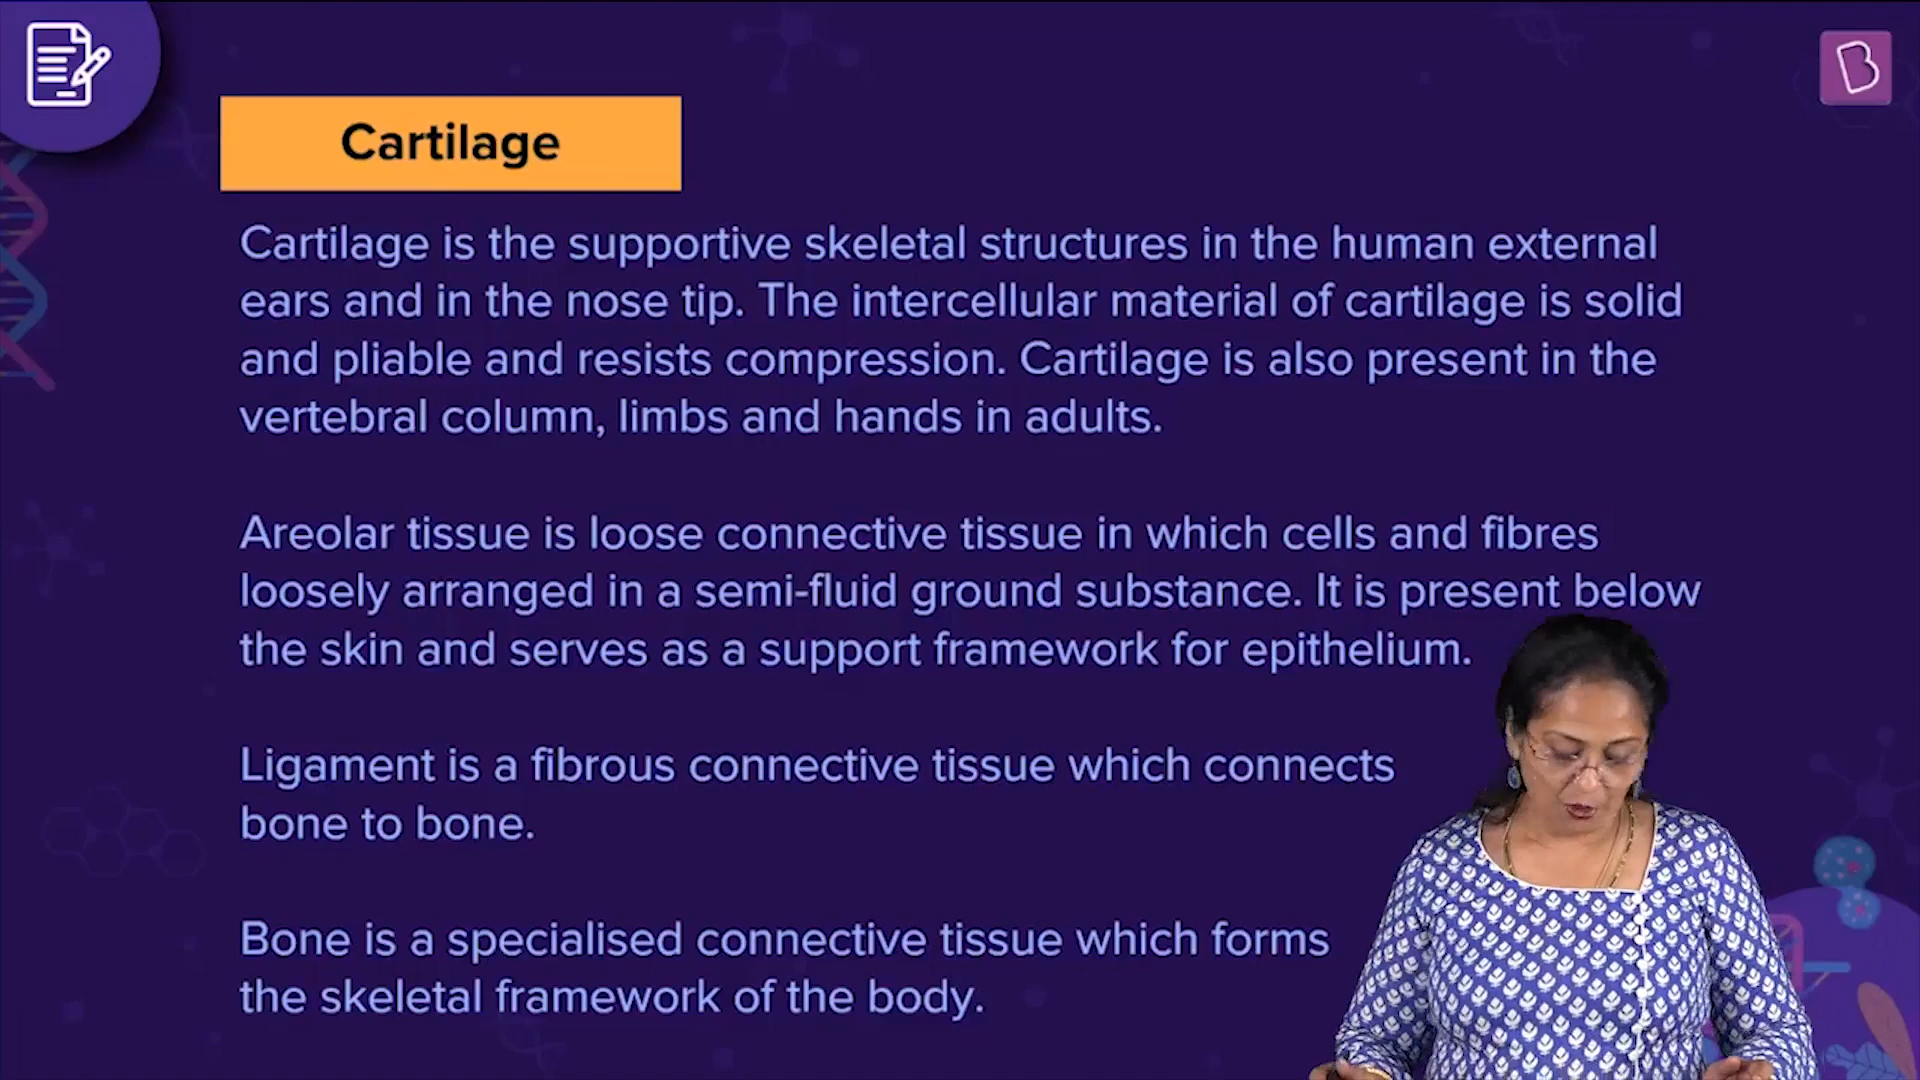 Cartilage
Cartilage is the supportive skeletal structures in the human external
ears and in the nose tip. The intercellular material of cartilage is solid
and pliable and resists compression. Cartilage is also present in the
vertebral column, limbs and hands in adults.
Areolar tissue is loose connective tissue in which cells and fibres
loosely arranged in a semi-fluid ground substance. It is present below
the skin and serves as a support framework for epithelium.
Ligament is a fibrous connective tissue which connects
bone to bone.
Bone is a specialised connective tissue which forms
the skeletal framework of the body.